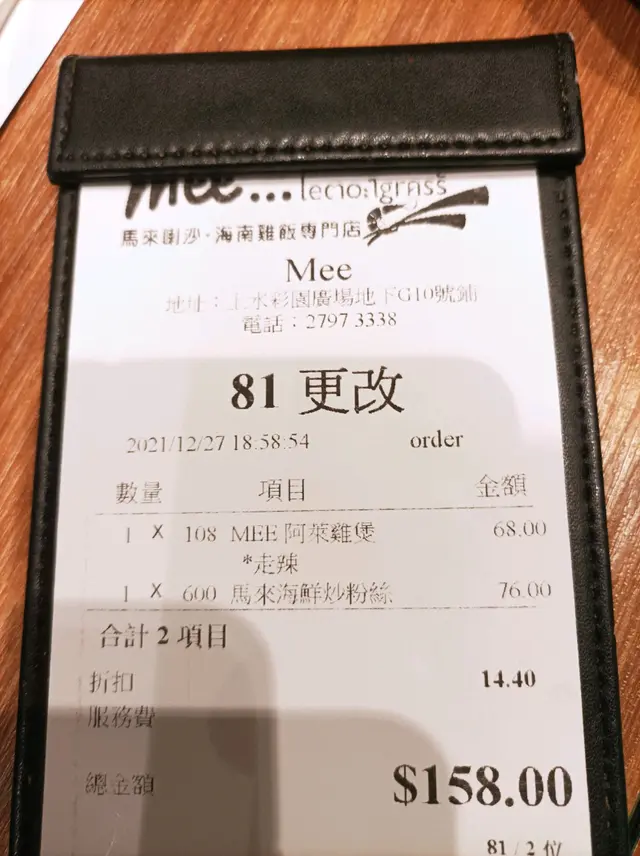 mee...
馬來喇沙·海南雞飯專門店
Mee
地址：上水彩園廣場地下G10號鋪
電話：2797 3338
81 更改
2021/12/27 18:58:54 order
數量 項目 金額
1 X 108 MEE 阿萊雞煲 68.00
*走辣
1 X 600 馬來海鮮炒粉絲 76.00
合計 2 項目
折扣 14.40
服務費
總金額 $158.00
81 / 2 位